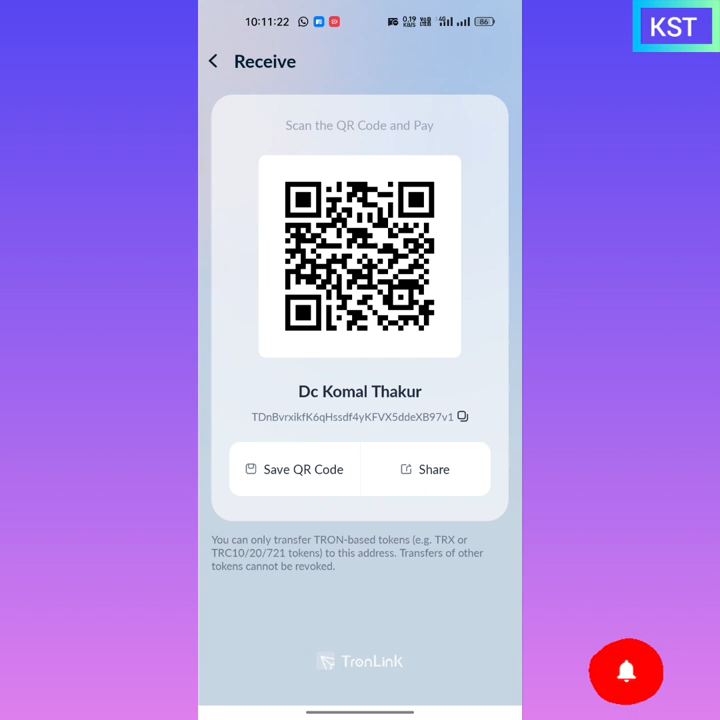 10:11:22
86
KST
Receive
Scan the QR Code and Pay
Dc Komal Thakur
TDnBvrxikfK6qHssdf4yKFVX5ddeXB97v1
Save QR Code
Share
You can only transfer TRON-based tokens (e.g. TRX or
TRC10/20/721 tokens) to this address. Transfers of other
tokens cannot be revoked.
TRONLINK